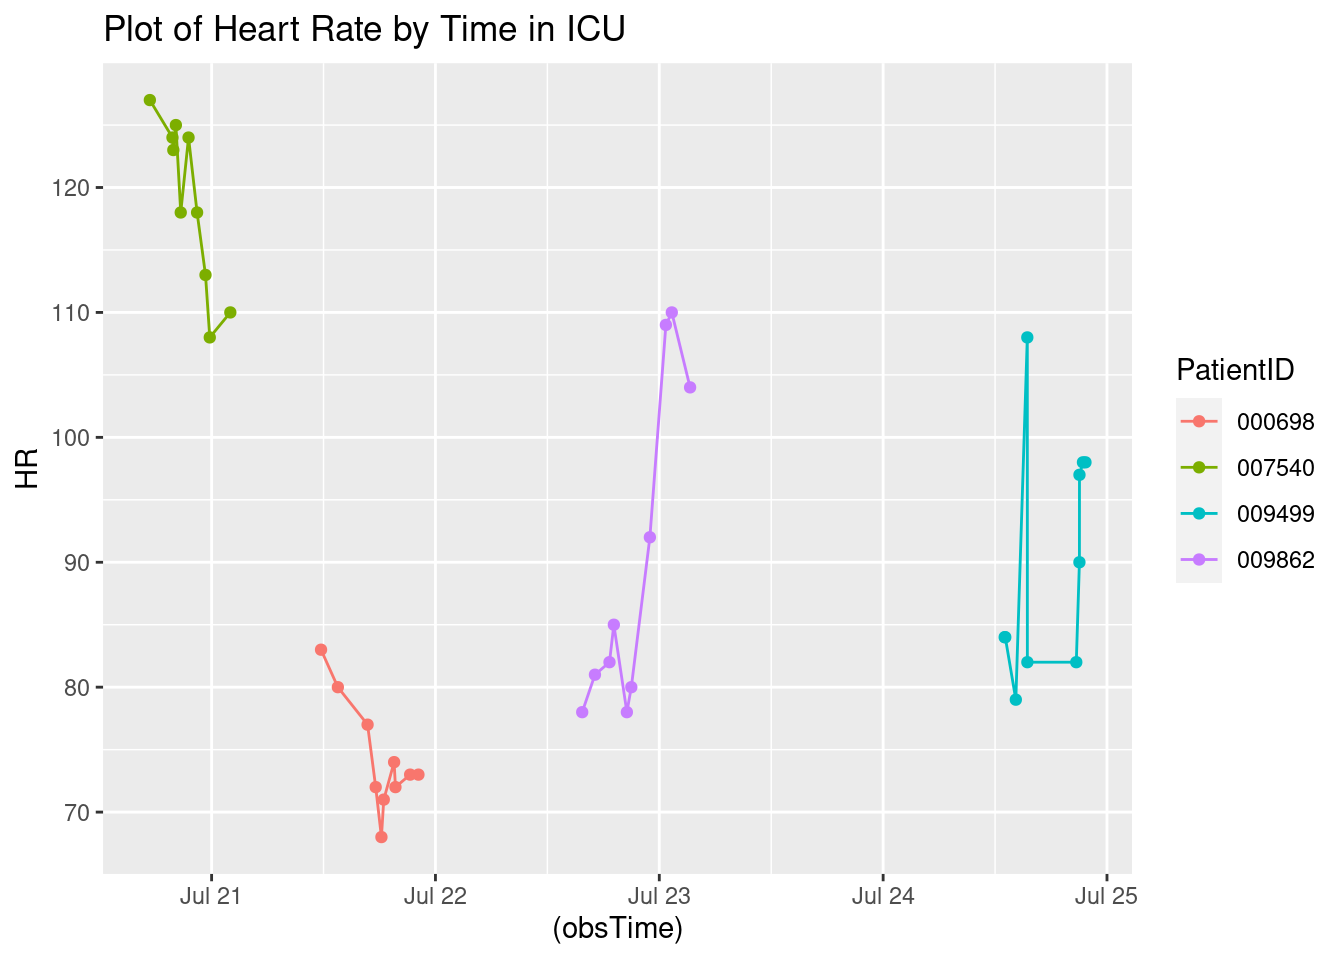 Plot of Heart Rate by Time in ICU
120
110
100
90
80
70
HR
Jul 21 Jul 22 Jul 23 Jul 24 Jul 25
(obsTime)
PatientID
000698
007540
009499
009862